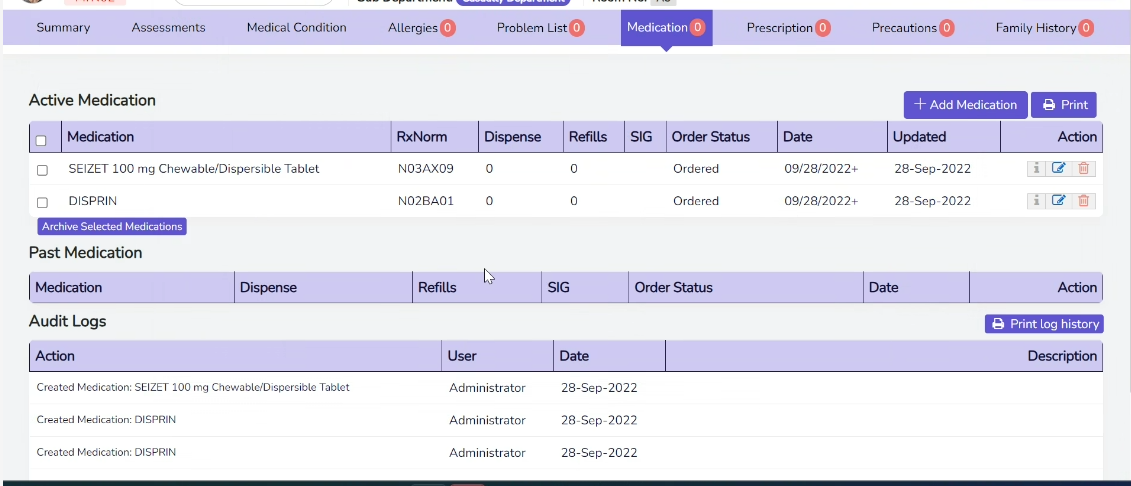 Summary Assessments Medical Condition Allergies 0 Problem List 0 Medication 0 Prescription 0 Precautions 0 Family History 0
Active Medication
+ Add Medication Print
Medication RxNorm Dispense Refills SIG Order Status Date Updated Action
SEIZET 100 mg Chewable/Dispersible Tablet N03AX09 0 0 Ordered 09/28/2022+ 28-Sep-2022
DISPRIN N02BA01 0 0 Ordered 09/28/2022+ 28-Sep-2022
Archive Selected Medications
Past Medication
Medication Dispense Refills SIG Order Status Date Action
Audit Logs
Print log history
Action User Date Description
Created Medication: SEIZET 100 mg Chewable/Dispersible Tablet Administrator 28-Sep-2022
Created Medication: DISPRIN Administrator 28-Sep-2022
Created Medication: DISPRIN Administrator 28-Sep-2022